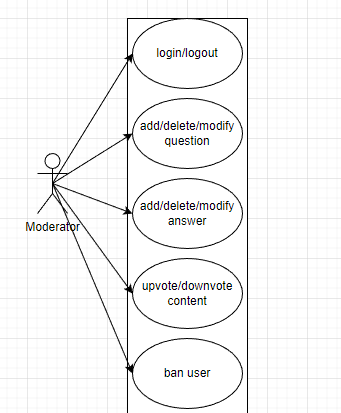 login/logout
add/delete/modify
question
add/delete/modify
answer
Moderator
upvote/downvote
content
ban user